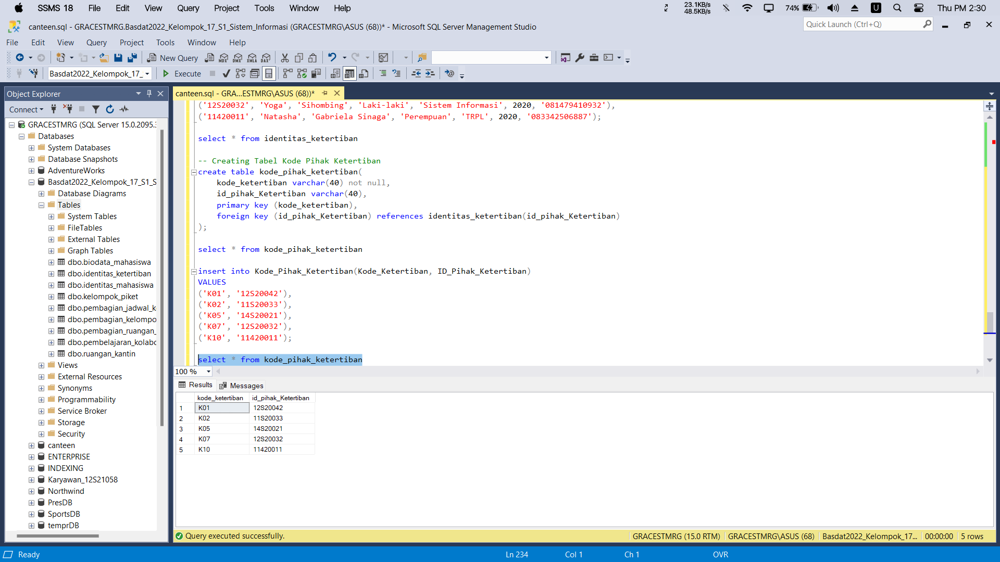 SSMS 18 File Edit View Query Project Tools Window Help 23.1KB/s 48.5KB/s 74% U Thu PM 2:30
canteen.sql - GRACESTMRG.Basdat2022_Kelompok_17_S1_Sistem_Informasi (GRACESTMRG\ASUS (68))* - Microsoft SQL Server Management Studio
Quick Launch (Ctrl+Q)
File Edit View Query Project Tools Window Help
New Query MDX DMX XMLA DAX
Basdat2022_Kelompok_17_ Execute
Object Explorer
Connect
GRACESTMRG (SQL Server 15.0.2095.3
Databases
System Databases
Database Snapshots
AdventureWorks
Basdat2022_Kelompok_17_S1_S
Database Diagrams
Tables
System Tables
FileTables
External Tables
Graph Tables
dbo.biodata_mahasiswa
dbo.identitas_ketertiban
dbo.identitas_mahasiswa
dbo.kelompok_piket
dbo.pembagian_jadwal_k
dbo.pembagian_kelompo
dbo.pembagian_ruangan_
dbo.pembelajaran_kolabo
dbo.ruangan_kantin
Views
External Resources
Synonyms
Programmability
Service Broker
Storage
Security
canteen
ENTERPRISE
INDEXING
Karyawan_12S21058
Northwind
PresDB
SportsDB
temprDB
canteen.sql - GRA...ESTMRG\ASUS (68))*
('12S20032', 'Yoga', 'Sihombing', 'Laki-laki', 'Sistem Informasi', 2020, '081479410932'),
('11420011', 'Natasha', 'Gabriela Sinaga', 'Perempuan', 'TRPL', 2020, '083342506887');
select * from identitas_ketertiban
-- Creating Tabel Kode Pihak Ketertiban
create table kode_pihak_ketertiban(
kode_ketertiban varchar(40) not null,
id_pihak_Ketertiban varchar(40),
primary key (kode_ketertiban),
foreign key (id_pihak_Ketertiban) references identitas_ketertiban(id_pihak_Ketertiban)
);
select * from kode_pihak_ketertiban
insert into Kode_Pihak_Ketertiban(Kode_Ketertiban, ID_Pihak_Ketertiban)
VALUES
('K01', '12S20042'),
('K02', '11S20033'),
('K05', '14S20021'),
('K07', '12S20032'),
('K10', '11420011');
select * from kode_pihak_ketertiban
100 %
Results Messages
kode_ketertiban id_pihak_Ketertiban
1 K01 12S20042
2 K02 11S20033
3 K05 14S20021
4 K07 12S20032
5 K10 11420011
Query executed successfully. GRACESTMRG (15.0 RTM) GRACESTMRG\ASUS (68) Basdat2022_Kelompok_17... 00:00:00 5 rows
Ready Ln 234 Col 1 Ch 1 OVR